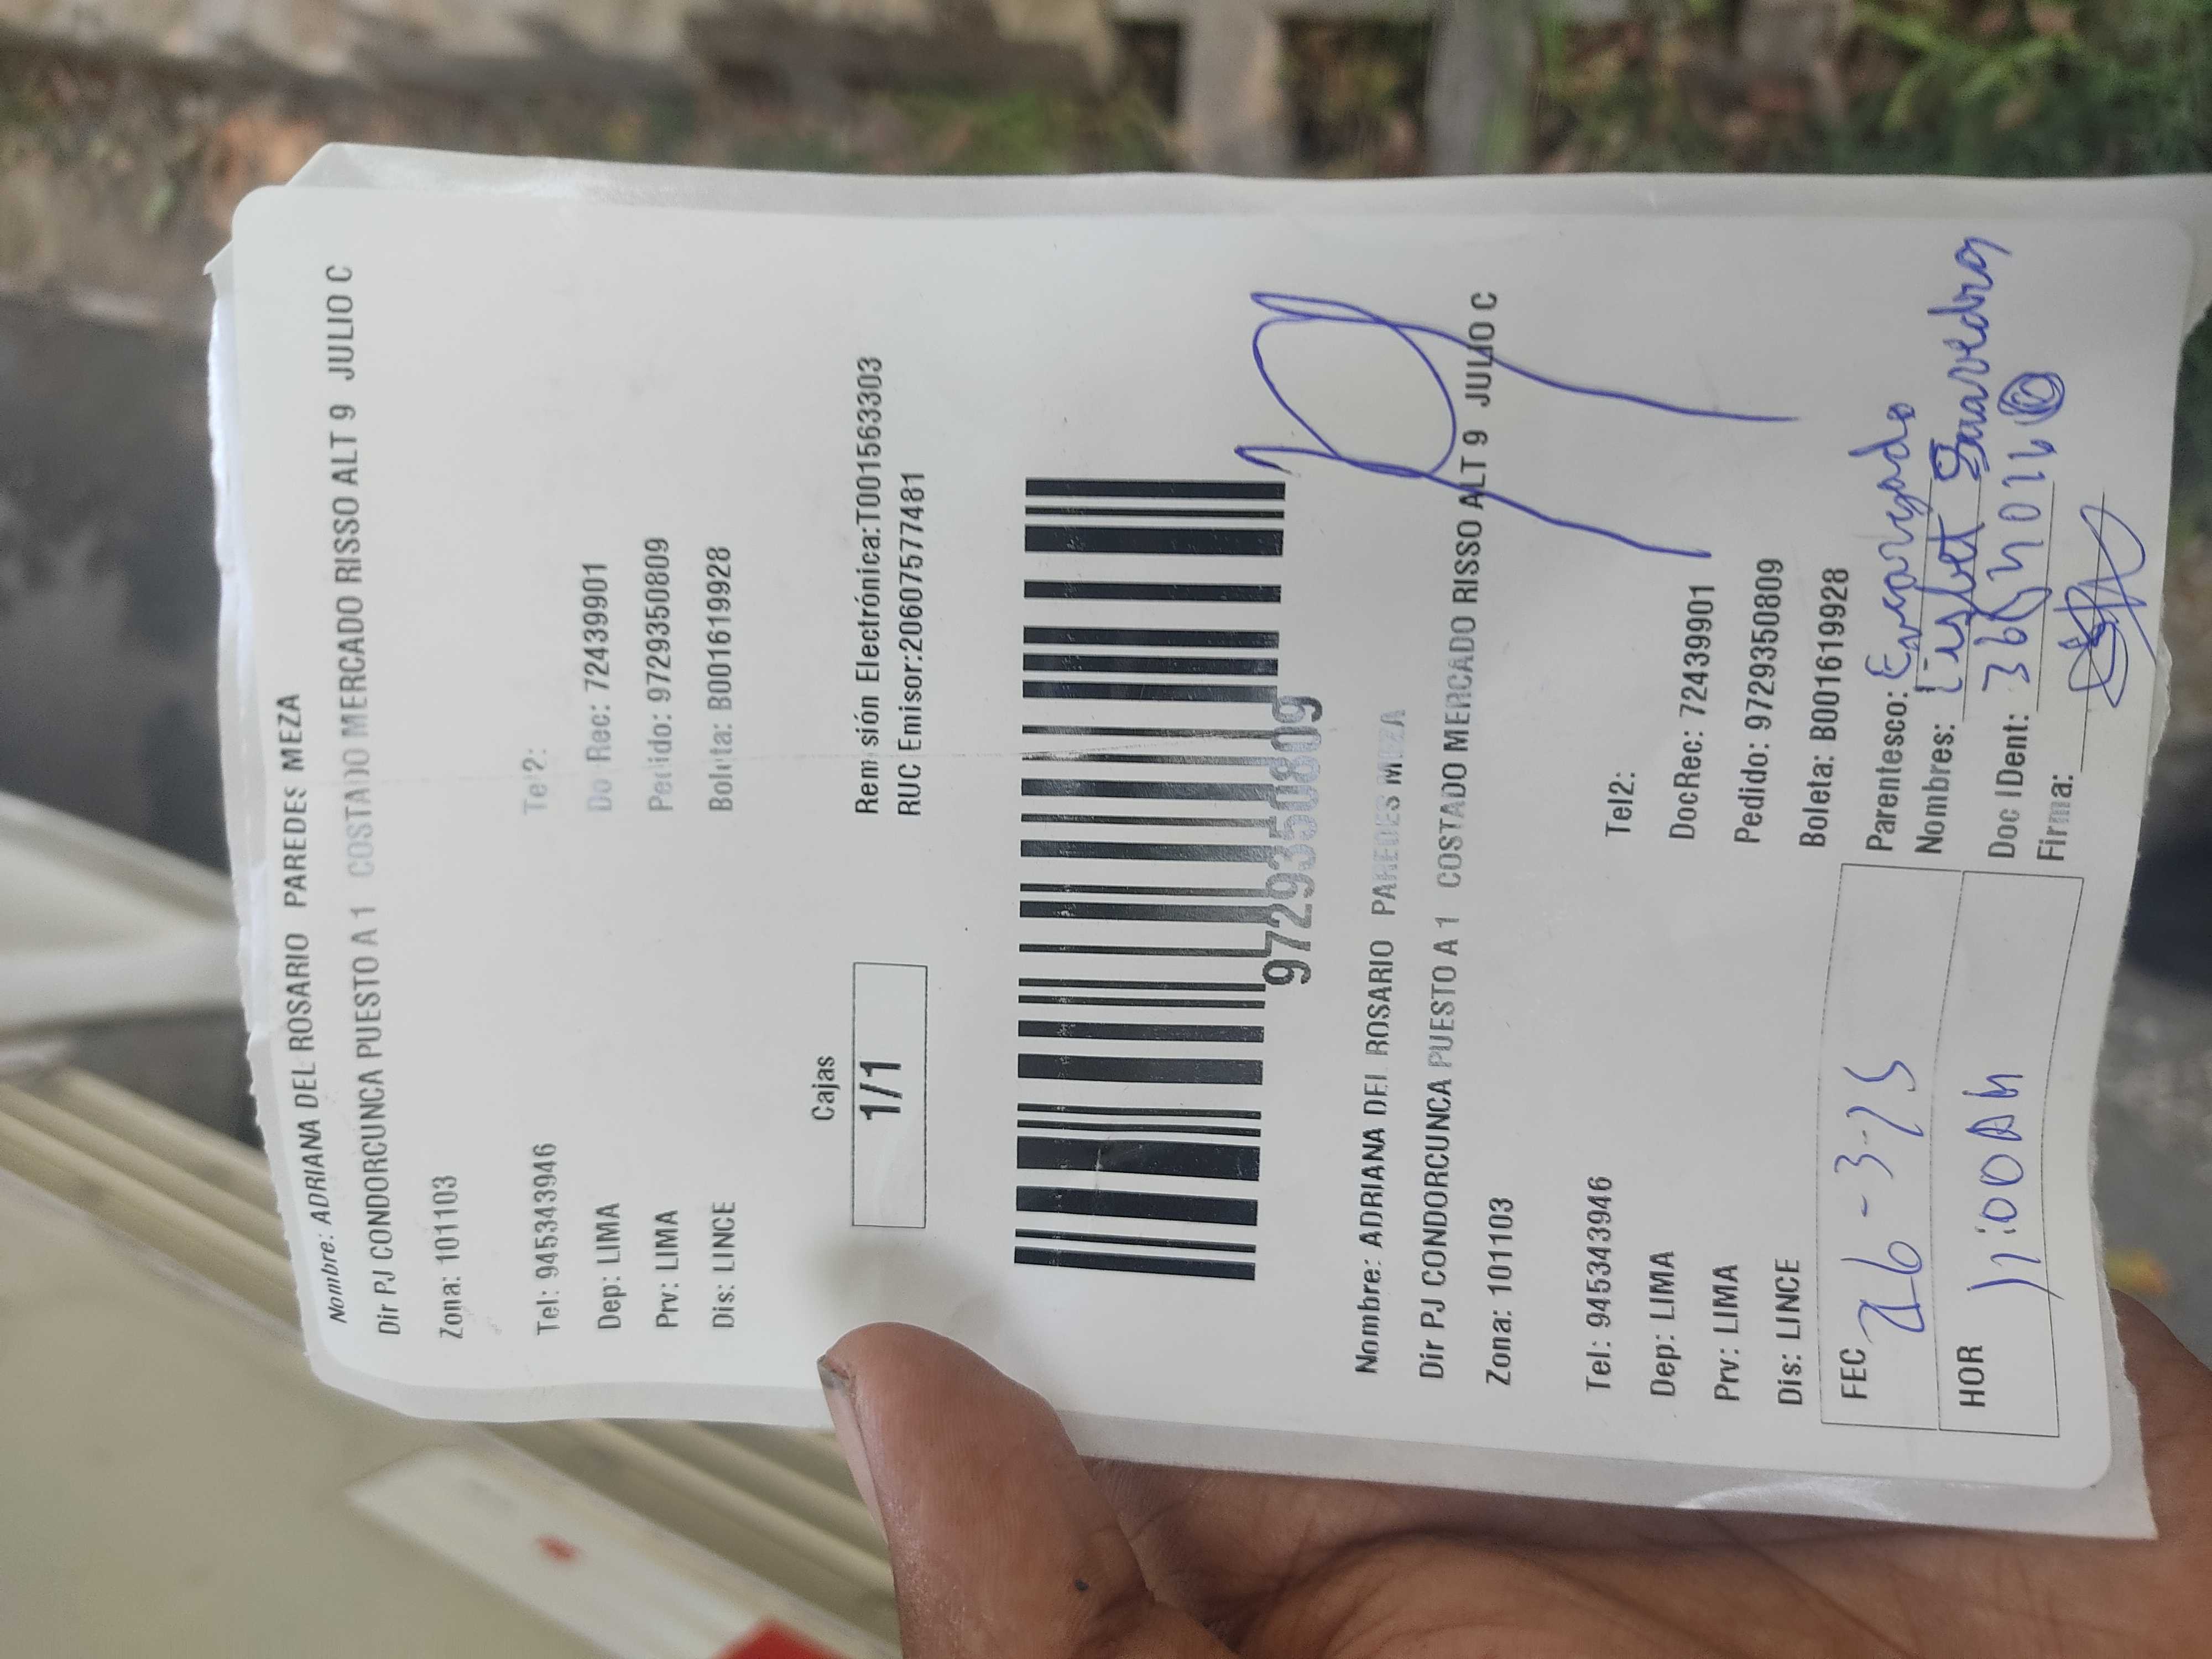 Nombre: ADRIANA DEL ROSARIO PAREDES MEZA
Dir PJ CONDORCUNCA PUESTO A 1 COSTADO MERCADO RISSO ALT 9 JULIO C
Zona: 101103
Tel: 945343946 Tel2:
Dep: LIMA Do Rec: 72439901
Prv: LIMA Pedido: 9729350809
Dis: LINCE Boleta: B001619928
Cajas
1/1
Remisión Electrónica:T001563303
RUC Emisor:20607577481
9729350809
Nombre: ADRIANA DEL ROSARIO PAREDES MEZA
Dir PJ CONDORCUNCA PUESTO A 1 COSTADO MERCADO RISSO ALT 9 JULIO C
Zona: 101103
Tel: 945343946 Tel2:
Dep: LIMA DocRec: 72439901
Prv: LIMA Pedido: 9729350809
Dis: LINCE Boleta: B001619928
FEC 26-3-25
HOR 11:00AM
Parentesco: Encargado
Nombres: Saavedra
Doc IDent:
Firma: